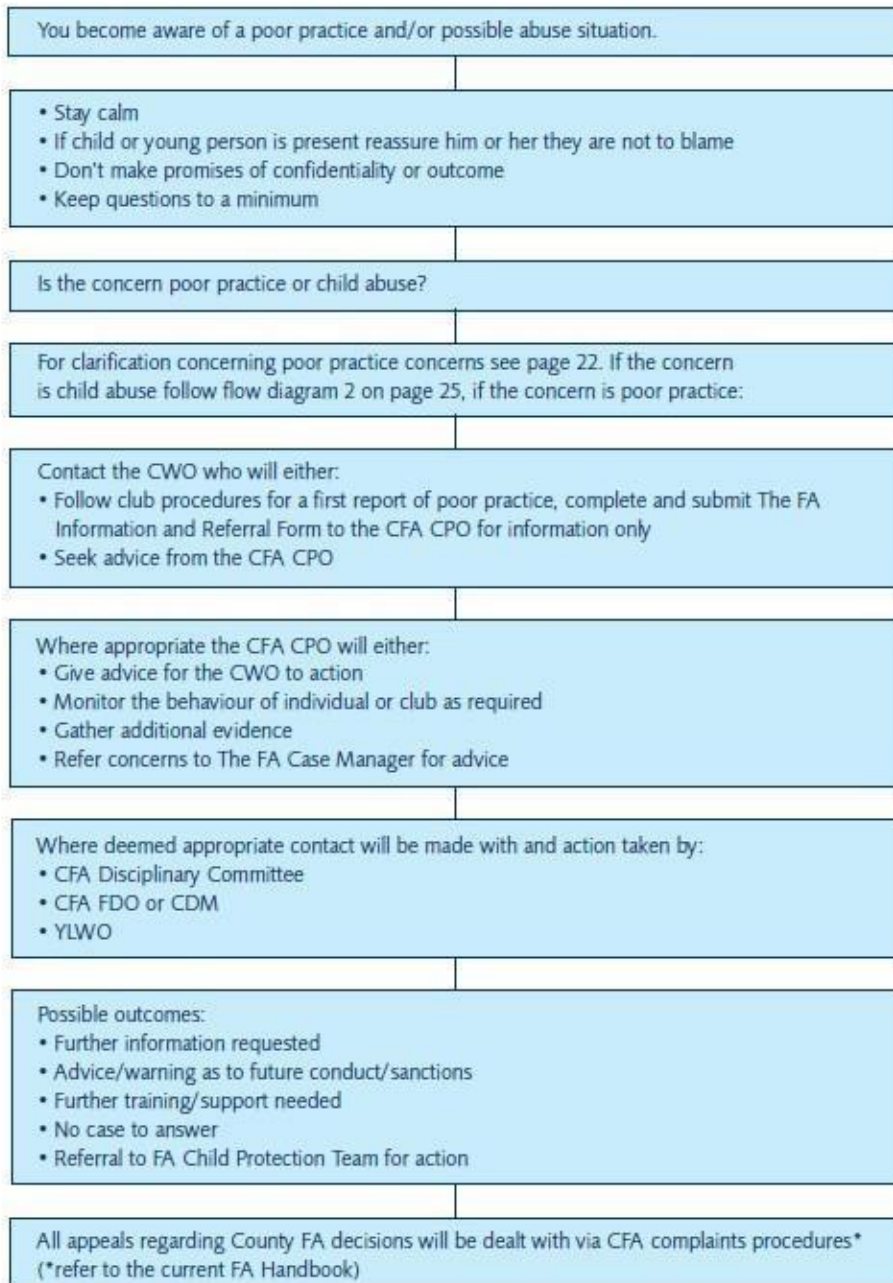 You become aware of a poor practice and/or possible abuse situation.
• Stay calm
• If child or young person is present reassure him or her they are not to blame
• Don't make promises of confidentiality or outcome
• Keep questions to a minimum
Is the concern poor practice or child abuse?
For clarification concerning poor practice concerns see page 22. If the concern
is child abuse follow flow diagram 2 on page 25, if the concern is poor practice:
Contact the CWO who will either:
• Follow club procedures for a first report of poor practice, complete and submit The FA
Information and Referral Form to the CFA CPO for information only
• Seek advice from the CFA CPO
Where appropriate the CFA CPO will either:
• Give advice for the CWO to action
• Monitor the behaviour of individual or club as required
• Gather additional evidence
• Refer concerns to The FA Case Manager for advice
Where deemed appropriate contact will be made with and action taken by:
• CFA Disciplinary Committee
• CFA FDO or CDM
• YLWO
Possible outcomes:
• Further information requested
• Advice/warning as to future conduct/sanctions
• Further training/support needed
• No case to answer
• Referral to FA Child Protection Team for action
All appeals regarding County FA decisions will be dealt with via CFA complaints procedures*
(*refer to the current FA Handbook)